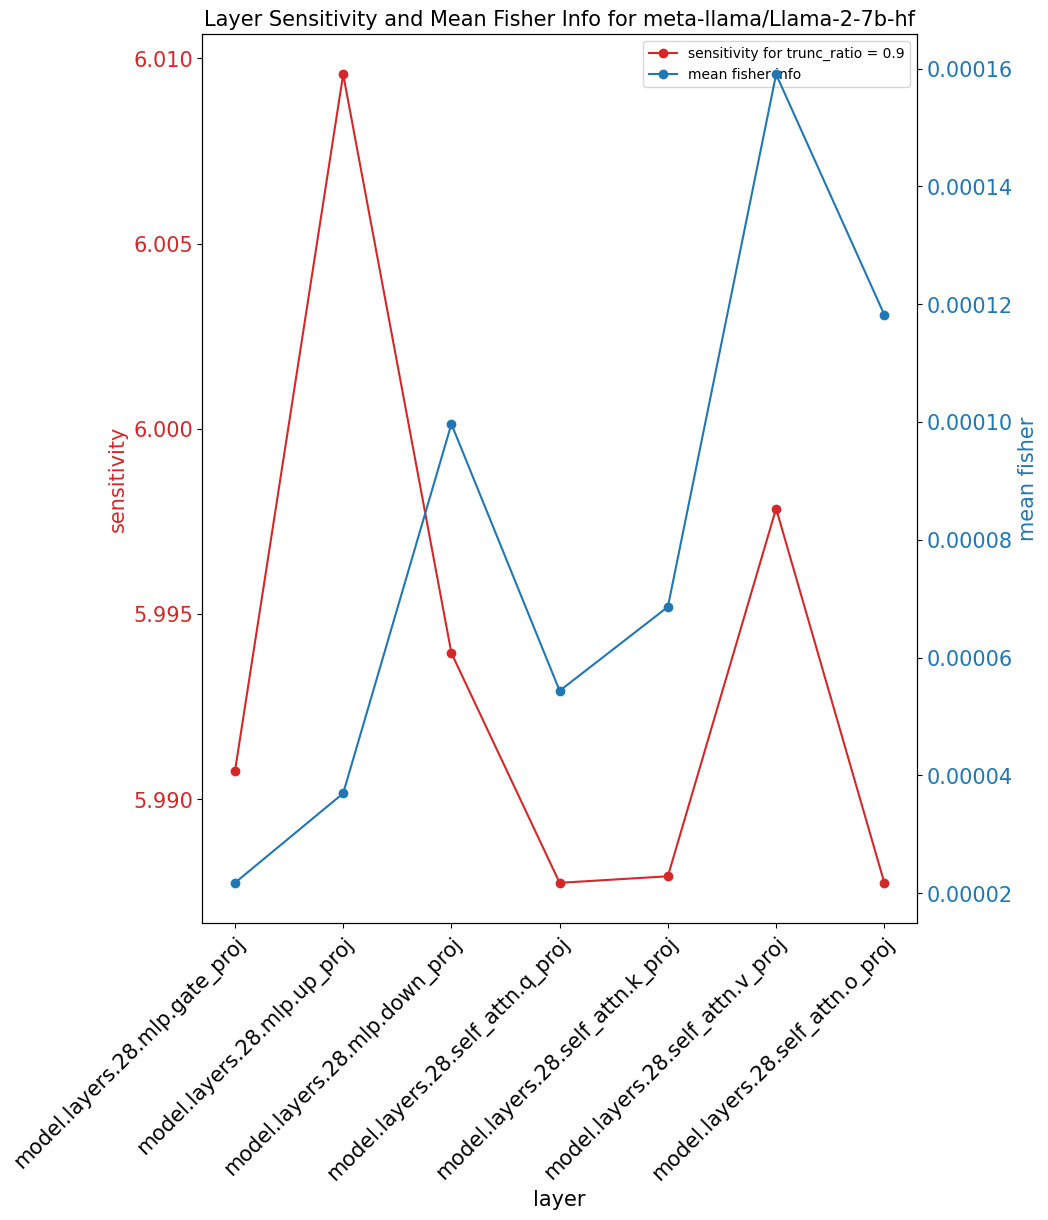 Layer Sensitivity and Mean Fisher Info for meta-llama/Llama-2-7b-hf
sensitivity for trunc_ratio = 0.9
mean fisher info
6.010
6.005
6.000
5.995
5.990
sensitivity
0.00016
0.00014
0.00012
0.00010
0.00008
0.00006
0.00004
0.00002
mean fisher
model.layers.28.mlp.gate_proj
model.layers.28.mlp.up_proj
model.layers.28.mlp.down_proj
model.layers.28.self_attn.q_proj
model.layers.28.self_attn.k_proj
model.layers.28.self_attn.v_proj
model.layers.28.self_attn.o_proj
layer